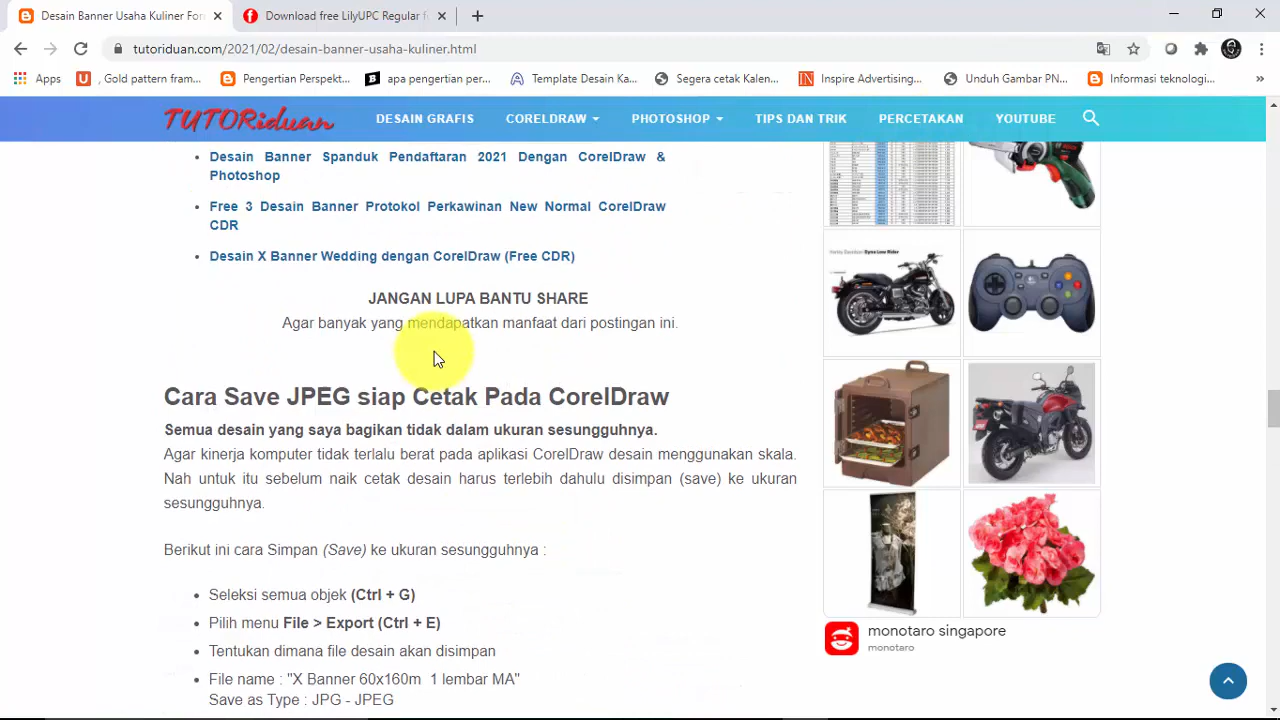 Desain Banner Usaha Kuliner For
Download free LilyUPC Regular f
tutoriduan.com/2021/02/desain-banner-usaha-kuliner.html
Apps
, Gold pattern fram...
Pengertian Perspekt...
apa pengertian per...
Template Desain Ka...
Segera Cetak Kalen...
Inspire Advertising...
Unduh Gambar PN...
Informasi teknologi...
»
TUTORiduan
DESAIN GRAFIS
CORELDRAW
PHOTOSHOP
TIPS DAN TRIK
PERCETAKAN
YOUTUBE
Desain Banner Spanduk Pendaftaran 2021 Dengan CorelDraw &
Photoshop
Free 3 Desain Banner Protokol Perkawinan New Normal CorelDraw
CDR
Desain X Banner Wedding dengan CorelDraw (Free CDR)
JANGAN LUPA BANTU SHARE
Agar banyak yang mendapatkan manfaat dari postingan ini.
Cara Save JPEG siap Cetak Pada CorelDraw
Semua desain yang saya bagikan tidak dalam ukuran sesungguhnya.
Agar kinerja komputer tidak terlalu berat pada aplikasi CorelDraw desain menggunakan skala.
Nah untuk itu sebelum naik cetak desain harus terlebih dahulu disimpan (save) ke ukuran
sesungguhnya.
Berikut ini cara Simpan (Save) ke ukuran sesungguhnya :
Seleksi semua objek (Ctrl + G)
Pilih menu File > Export (Ctrl + E)
Tentukan dimana file desain akan disimpan
File name : "X Banner 60x160m 1 lembar MA"
Save as Type : JPG - JPEG
monotaro singapore
monotaro